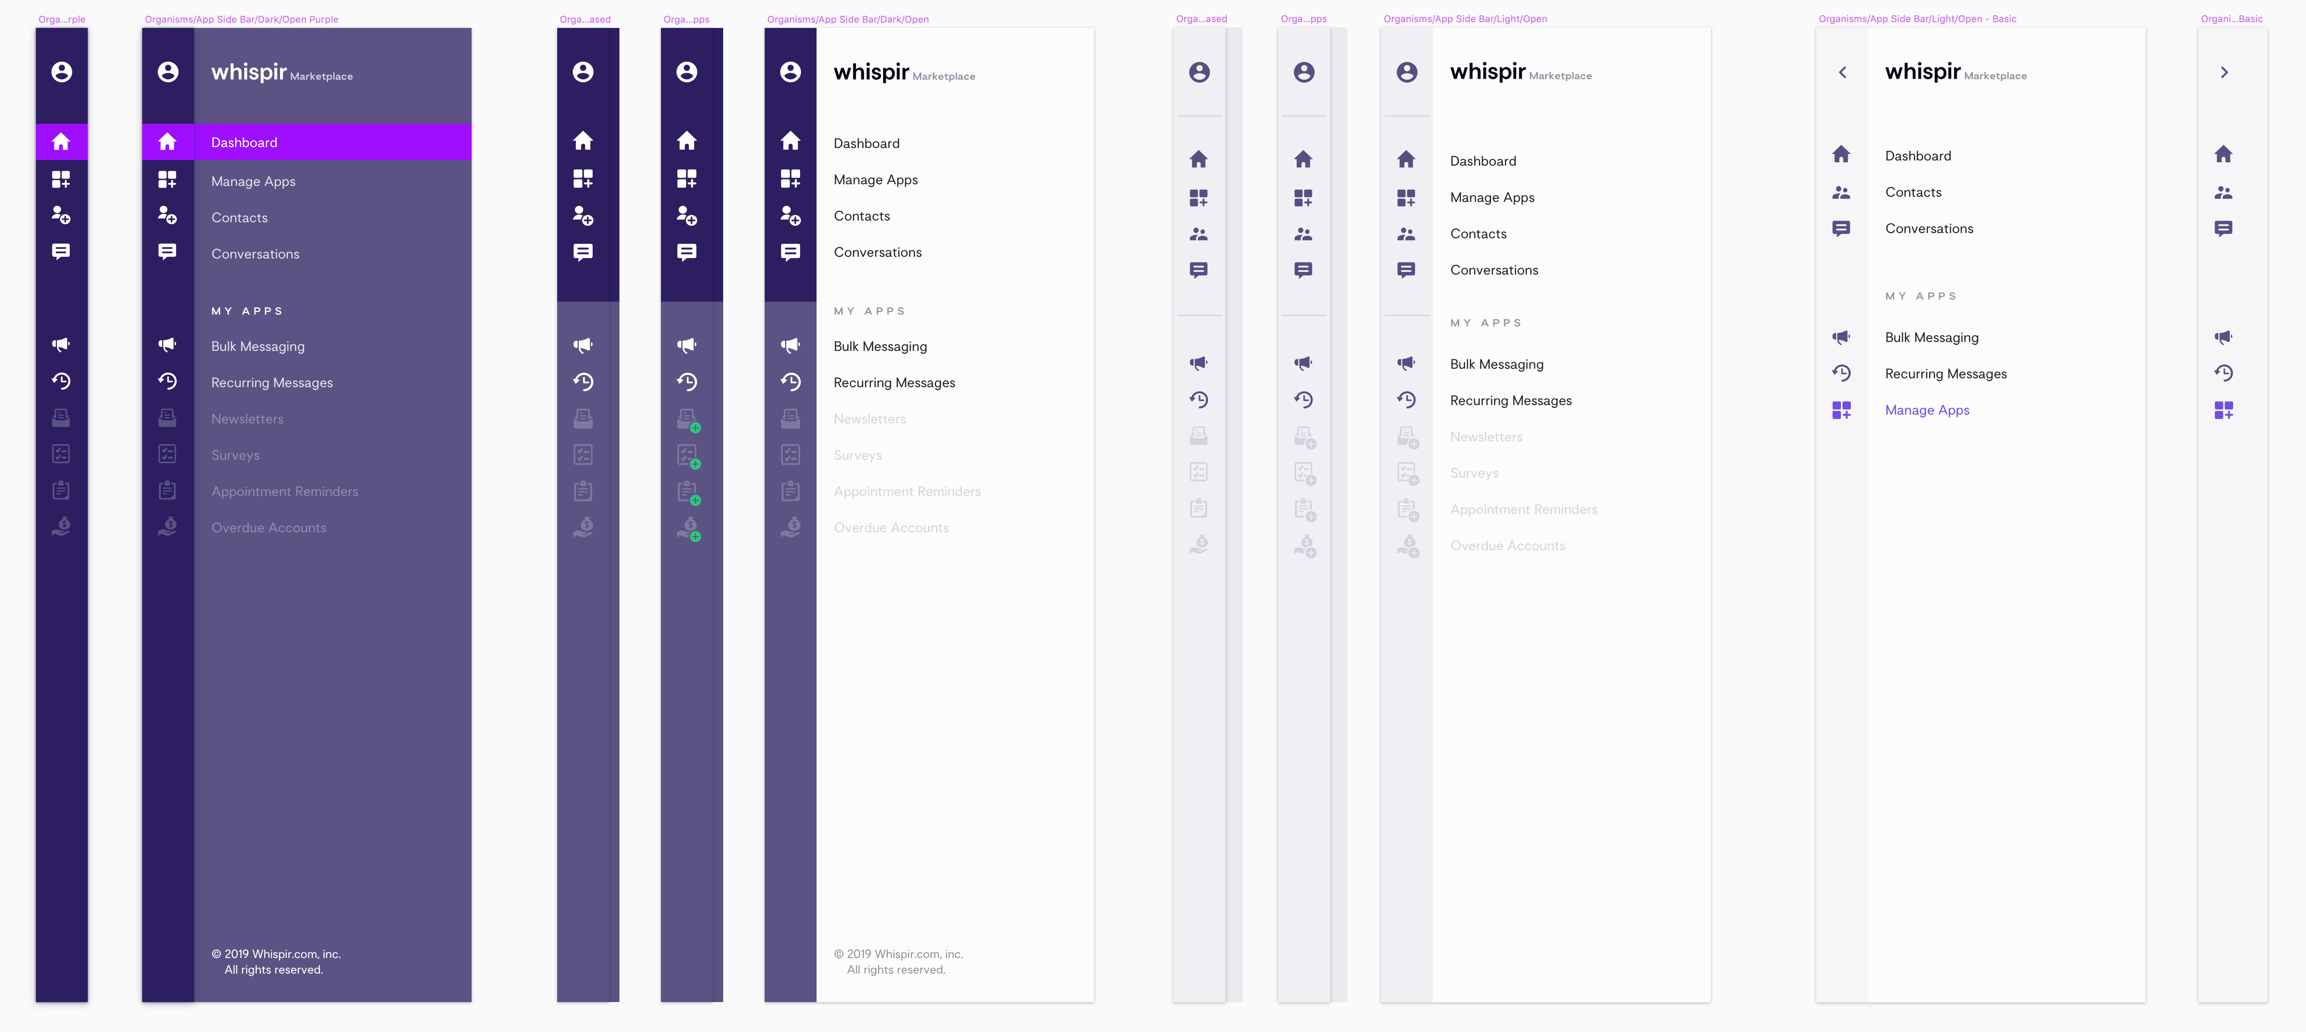 Orga...rple
Organisms/App Side Bar/Dark/Open Purple
whispir Marketplace
Dashboard
Manage Apps
Contacts
Conversations
MY APPS
Bulk Messaging
Recurring Messages
Newsletters
Surveys
Appointment Reminders
Overdue Accounts
© 2019 Whispir.com, inc.
All rights reserved.
Orga...ased
Orga...pps
Organisms/App Side Bar/Dark/Open
whispir Marketplace
Dashboard
Manage Apps
Contacts
Conversations
MY APPS
Bulk Messaging
Recurring Messages
Newsletters
Surveys
Appointment Reminders
Overdue Accounts
© 2019 Whispir.com, inc.
All rights reserved.
Orga...ased
Orga...pps
Organisms/App Side Bar/Light/Open
whispir Marketplace
Dashboard
Manage Apps
Contacts
Conversations
MY APPS
Bulk Messaging
Recurring Messages
Newsletters
Surveys
Appointment Reminders
Overdue Accounts
Organisms/App Side Bar/Light/Open - Basic
whispir Marketplace
Dashboard
Contacts
Conversations
MY APPS
Bulk Messaging
Recurring Messages
Manage Apps
Organi...Basic